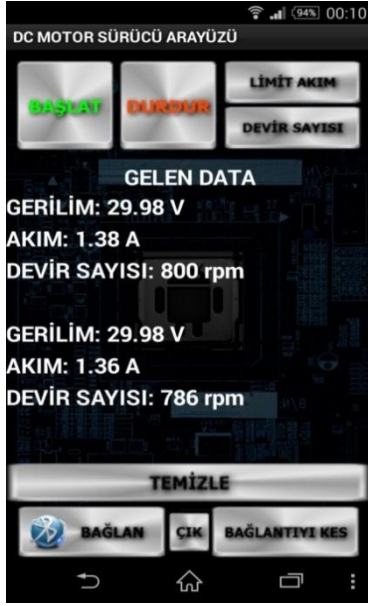 94% 00:10
DC MOTOR SÜRÜCÜ ARAYÜZÜ
BAŞLAT
DURDUR
LİMİT AKIM
DEVİR SAYISI
GELEN DATA
GERİLİM: 29.98 V
AKIM: 1.38 A
DEVİR SAYISI: 800 rpm
GERİLİM: 29.98 V
AKIM: 1.36 A
DEVİR SAYISI: 786 rpm
TEMİZLE
BAĞLAN
ÇIK
BAĞLANTIYI KES